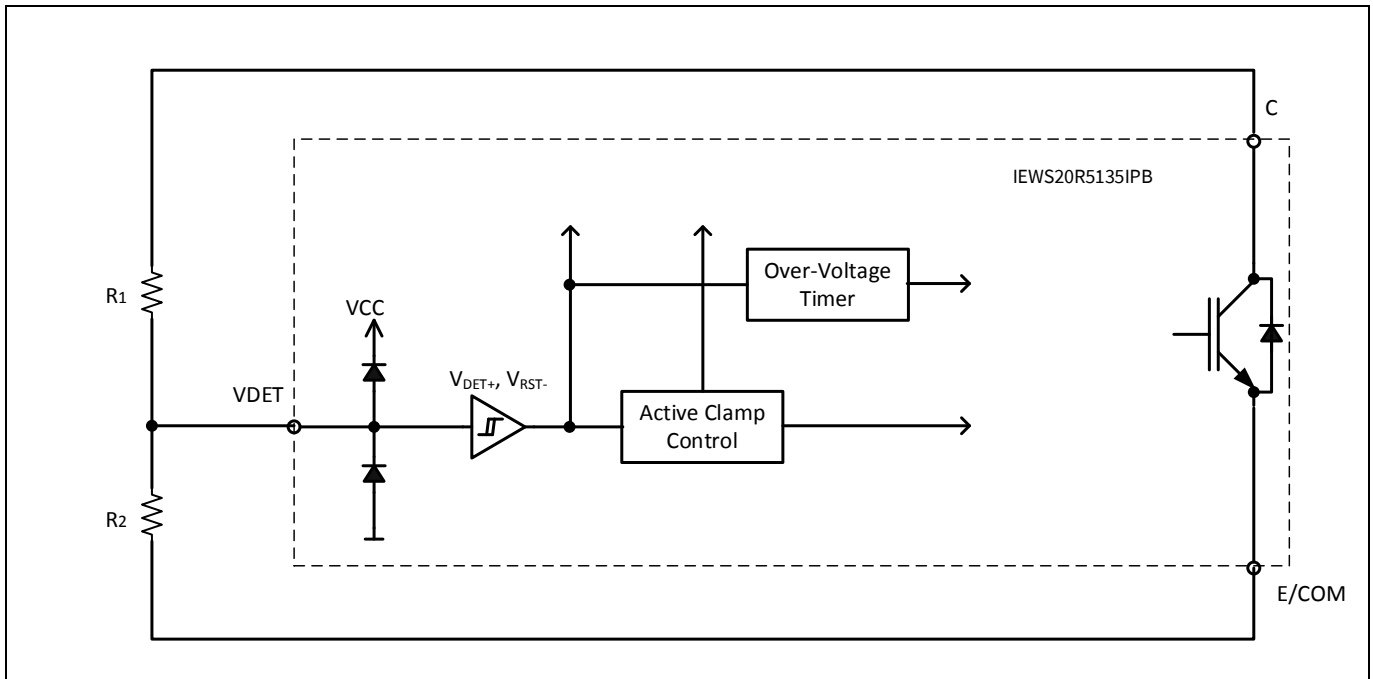 C
IEWS20R5135IPB
Over-Voltage
Timer
R1
VCC
VDET
VDET+, VRST-
Active Clamp
Control
R2
E/COM